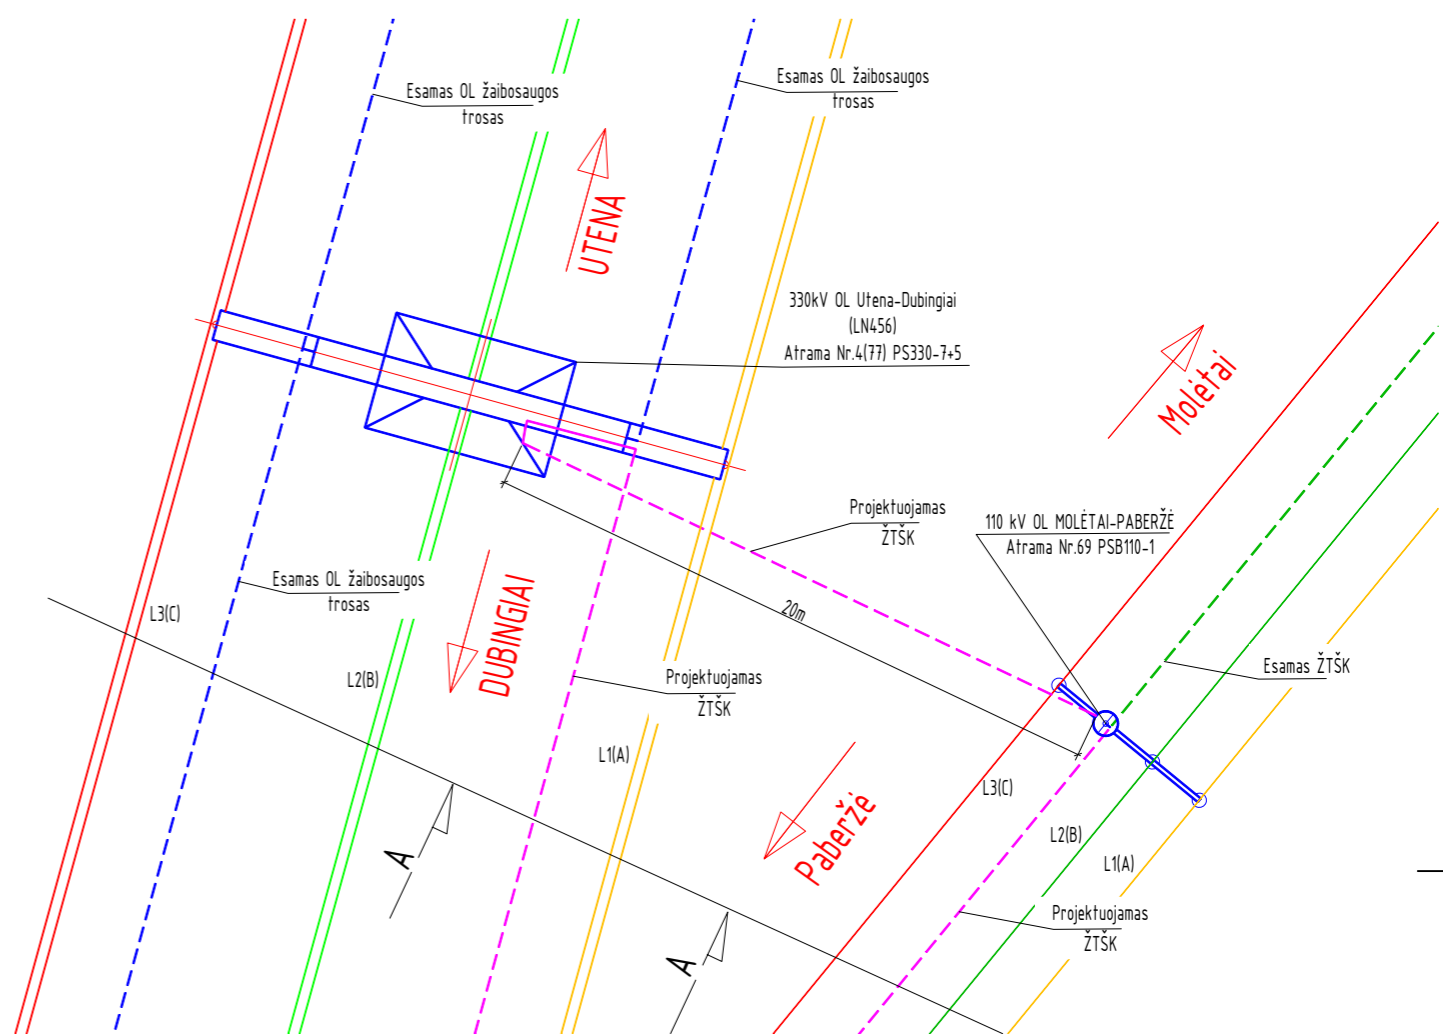 Esamas OL žaibosaugos
trosas
Esamas OL žaibosaugos
trosas
UTENA
330kV OL Utena-Dubingiai
(LN456)
Atrama Nr.4(77) PS330-7+5
Molėtai
Projektuojamas
ŽTŠK
110 kV OL MOLĖTAI-PABERŽĖ
Atrama Nr.69 PSB110-1
Esamas OL žaibosaugos
trosas
L3(C)
DUBINGIAI
20m
L2(B)
Projektuojamas
ŽTŠK
Esamas ŽTŠK
L1(A)
L3(C)
Paberžė
L2(B)
L1(A)
A
Projektuojamas
ŽTŠK
A